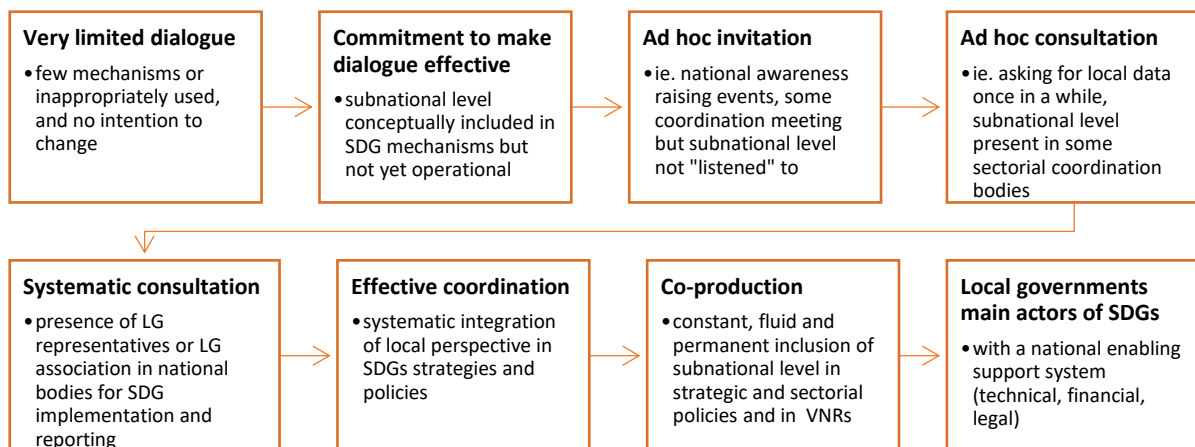 Very limited dialogue
•few mechanisms or
inappropriately used,
and no intention to
change
Commitment to make
dialogue effective
•subnational level
conceptually included in
SDG mechanisms but
not yet operational
Ad hoc invitation
•ie. national awareness
raising events, some
coordination meeting
but subnational level
not "listened" to
Ad hoc consultation
•ie. asking for local data
once in a while,
subnational level
present in some
sectorial coordination
bodies
Systematic consultation
•presence of LG
representatives or LG
association in national
bodies for SDG
implementation and
reporting
Effective coordination
•systematic integration
of local perspective in
SDGs strategies and
policies
Co-production
•constant, fluid and
permanent inclusion of
subnational level in
strategic and sectorial
policies and in VNRs
Local governments
main actors of SDGs
•with a national enabling
support system
(technical, financial,
legal)